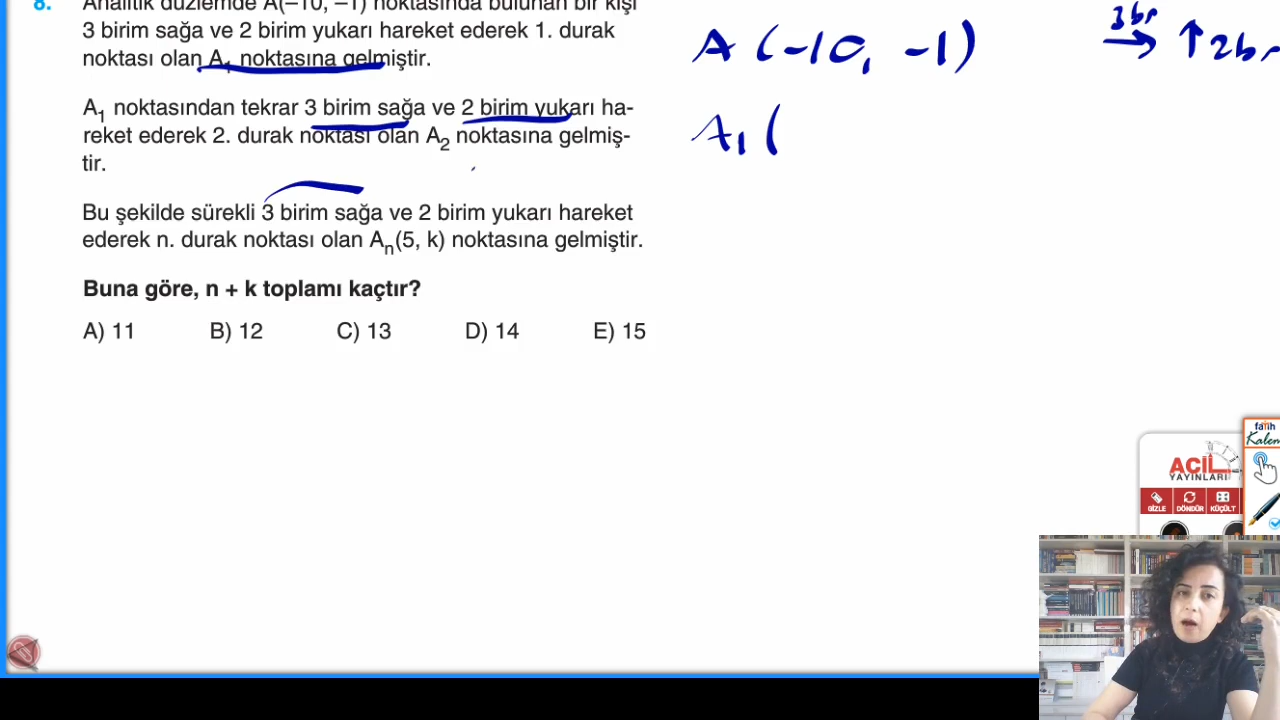 8. Analitik düzlemde A(–10, –1) noktasında bulunan bir kişi
3 birim sağa ve 2 birim yukarı hareket ederek 1. durak
noktası olan A₁ noktasına gelmiştir.
A₁ noktasından tekrar 3 birim sağa ve 2 birim yukarı ha-
reket ederek 2. durak noktası olan A₂ noktasına gelmiş-
tir.
Bu şekilde sürekli 3 birim sağa ve 2 birim yukarı hareket
ederek n. durak noktası olan Aₙ(5, k) noktasına gelmiştir.
Buna göre, n + k toplamı kaçtır?
A) 11 B) 12 C) 13 D) 14 E) 15
A (-10, -1)
3br
→ ↑2br
A₁ (
fatih
Kalem
ACİL
YAYINLARI
GİZLE DÖNDÜR KÜÇÜLT